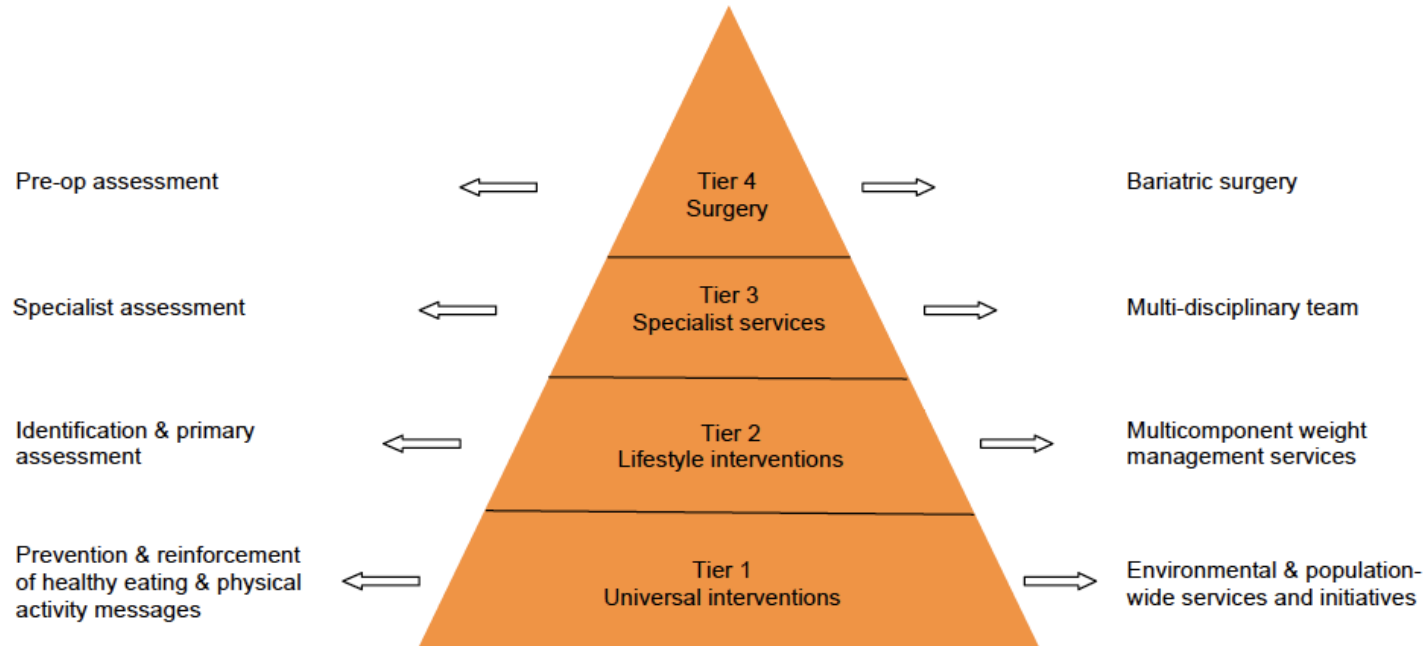 Pre-op assessment
Tier 4
Surgery
Bariatric surgery
Specialist assessment
Tier 3
Specialist services
Multi-disciplinary team
Identification & primary
assessment
Tier 2
Lifestyle interventions
Multicomponent weight
management services
Prevention & reinforcement
of healthy eating & physical
activity messages
Tier 1
Universal interventions
Environmental & population-
wide services and initiatives